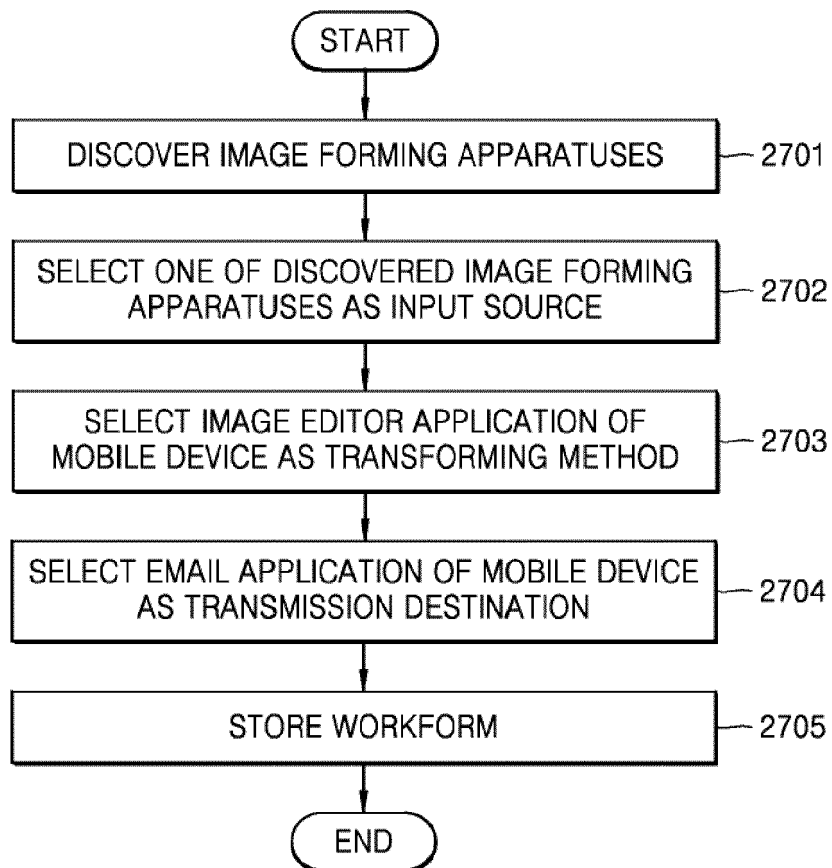 START
DISCOVER IMAGE FORMING APPARATUSES
2701
SELECT ONE OF DISCOVERED IMAGE FORMING
APPARATUSES AS INPUT SOURCE
2702
SELECT IMAGE EDITOR APPLICATION OF
MOBILE DEVICE AS TRANSFORMING METHOD
2703
SELECT EMAIL APPLICATION OF MOBILE DEVICE
AS TRANSMISSION DESTINATION
2704
STORE WORKFORM
2705
END